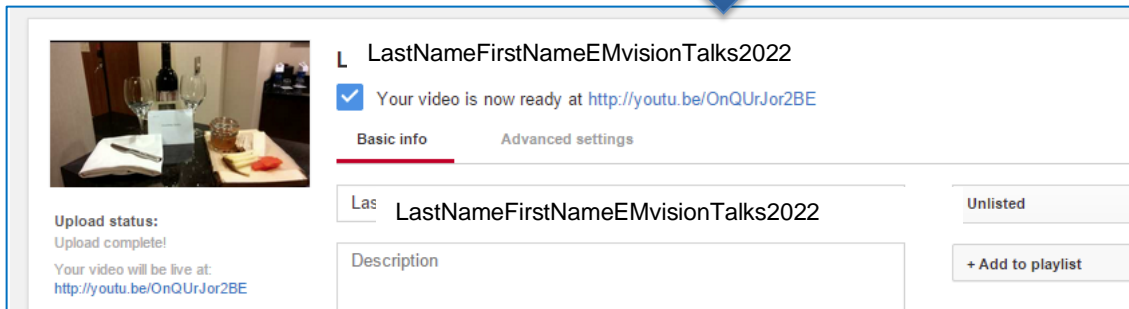 L LastNameFirstNameEMvisionTalks2022
Your video is now ready at http://youtu.be/OnQUrJor2BE
Basic info Advanced settings
Las LastNameFirstNameEMvisionTalks2022
Unlisted
Upload status:
Upload complete!
Description
+ Add to playlist
Your video will be live at:
http://youtu.be/OnQUrJor2BE